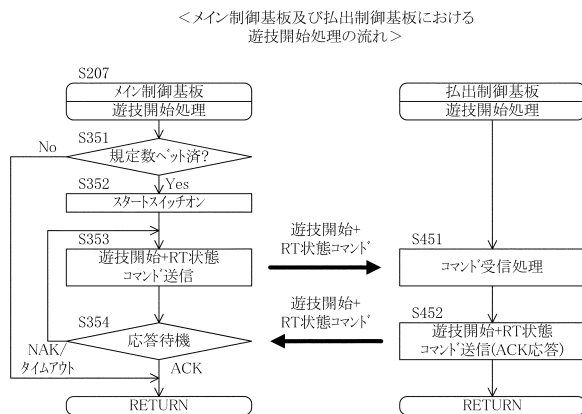 ＜メイン制御基板及び払出制御基板における
遊技開始処理の流れ＞
S207
メイン制御基板
遊技開始処理
払出制御基板
遊技開始処理
S351
No
規定数ベット済?
Yes
S352
スタートスイッチオン
S353
遊技開始+RT状態
コマンド送信
遊技開始+
RT状態コマンド
S451
コマンド受信処理
S354
応答待機
遊技開始+
RT状態コマンド
S452
遊技開始+RT状態
コマンド送信(ACK応答)
NAK/
タイムアウト
ACK
RETURN
RETURN